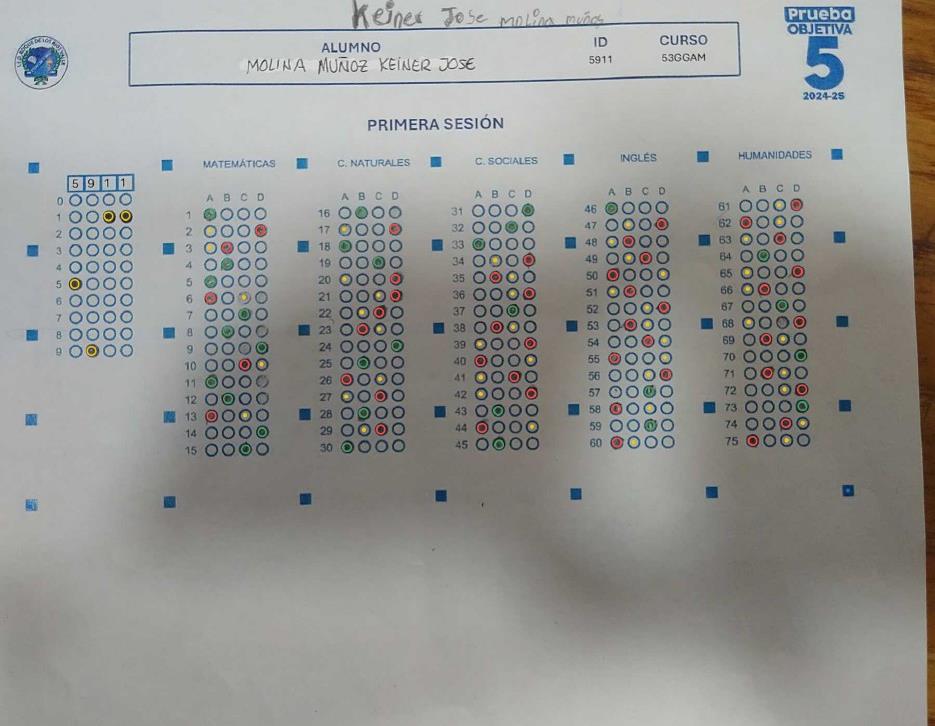 Keiner Jose molina muños
Prueba
OBJETIVA
5
2024-25
ALUMNO ID CURSO
MOLINA MUÑOZ KEINER JOSE 5911 53GGAM
PRIMERA SESIÓN
MATEMÁTICAS C. NATURALES C. SOCIALES INGLÉS HUMANIDADES
5 9 1 1
A B C D A B C D A B C D A B C D A B C D
0
1
2
3
4
5
6
7
8
9
1 16 31 46 61
2 17 32 47 62
3 18 33 48 63
4 19 34 49 64
5 20 35 50 65
6 21 36 51 66
7 22 37 52 67
8 23 38 53 68
9 24 39 54 69
10 25 40 55 70
11 26 41 56 71
12 27 42 57 72
13 28 43 58 73
14 29 44 59 74
15 30 45 60 75